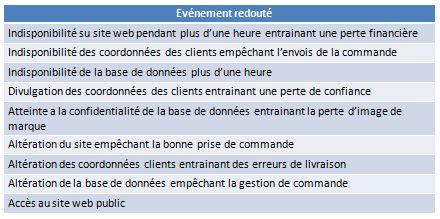 Evénement redouté
Indisponibilité su site web pendant plus d'une heure entrainant une perte financière
Indisponibilité des coordonnées des clients empêchant l'envois de la commande
Indisponibilité de la base de données plus d'une heure
Divulgation des coordonnées des clients entrainant une perte de confiance
Atteinte a la confidentialité de la base de données entrainant la perte d'image de
marque
Altération du site empêchant la bonne prise de commande
Altération des coordonnées clients entrainant des erreurs de livraison
Altération de la base de données empêchant la gestion de commande
Accès au site web public